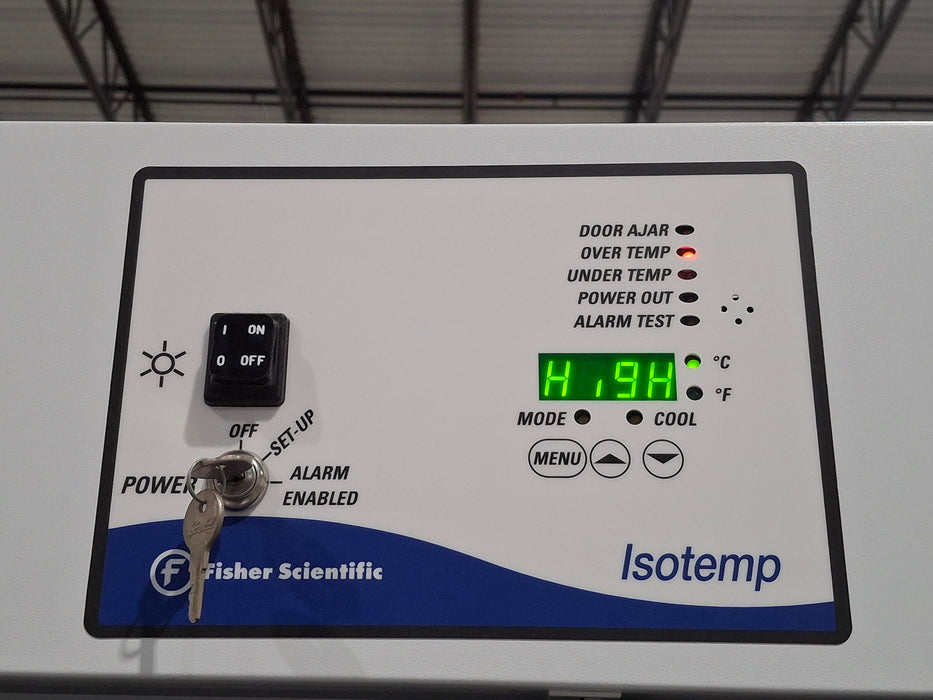 DOOR AJAR
OVER TEMP
UNDER TEMP
POWER OUT
ALARM TEST
I ON
O OFF
HigH
°C
°F
MODE
COOL
MENU
OFF
SET-UP
POWER
ALARM
ENABLED
f Fisher Scientific
Isotemp